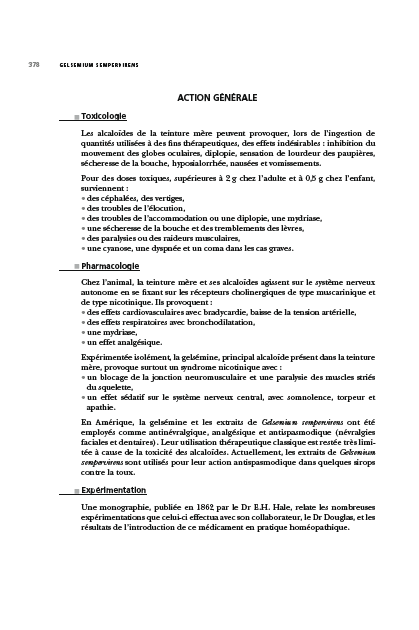 378 GELSEMIUM SEMPERVIRENS
ACTION GÉNÉRALE
Toxicologie
Les alcaloïdes de la teinture mère peuvent provoquer, lors de l'ingestion de
quantités utilisées à des fins thérapeutiques, des effets indésirables : inhibition du
mouvement des globes oculaires, diplopie, sensation de lourdeur des paupières,
sécheresse de la bouche, hyposialorrhée, nausées et vomissements.
Pour des doses toxiques, supérieures à 2 g chez l'adulte et à 0,5 g chez l'enfant,
surviennent :
• des céphalées, des vertiges,
• des troubles de l'élocution,
• des troubles de l'accommodation ou une diplopie, une mydriase,
• une sécheresse de la bouche et des tremblements des lèvres,
• des paralysies ou des raideurs musculaires,
• une cyanose, une dyspnée et un coma dans les cas graves.
Pharmacologie
Chez l'animal, la teinture mère et ses alcaloïdes agissent sur le système nerveux
autonome en se fixant sur les récepteurs cholinergiques de type muscarinique et
de type nicotinique. Ils provoquent :
• des effets cardiovasculaires avec bradycardie, baisse de la tension artérielle,
• des effets respiratoires avec bronchodilatation,
• une mydriase,
• un effet analgésique.
Expérimentée isolément, la gelsémine, principal alcaloïde présent dans la teinture
mère, provoque surtout un syndrome nicotinique avec :
• un blocage de la jonction neuromusculaire et une paralysie des muscles striés
du squelette,
• un effet sédatif sur le système nerveux central, avec somnolence, torpeur et
apathie.
En Amérique, la gelsémine et les extraits de Gelsemium sempervirens ont été
employés comme antinévralgique, analgésique et antispasmodique (névralgies
faciales et dentaires). Leur utilisation thérapeutique classique est restée très limi-
tée à cause de la toxicité des alcaloïdes. Actuellement, les extraits de Gelsemium
sempervirens sont utilisés pour leur action antispasmodique dans quelques sirops
contre la toux.
Expérimentation
Une monographie, publiée en 1862 par le Dr E.H. Hale, relate les nombreuses
expérimentations que celui-ci effectua avec son collaborateur, le Dr Douglas, et les
résultats de l'introduction de ce médicament en pratique homéopathique.